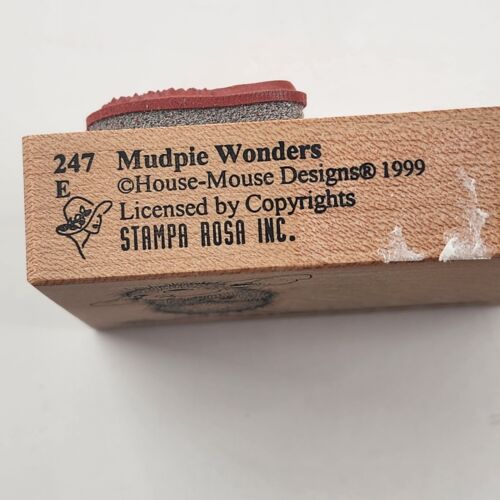 247 Mudpie Wonders
E ©House-Mouse Designs® 1999
Licensed by Copyrights
STAMPA ROSA INC.